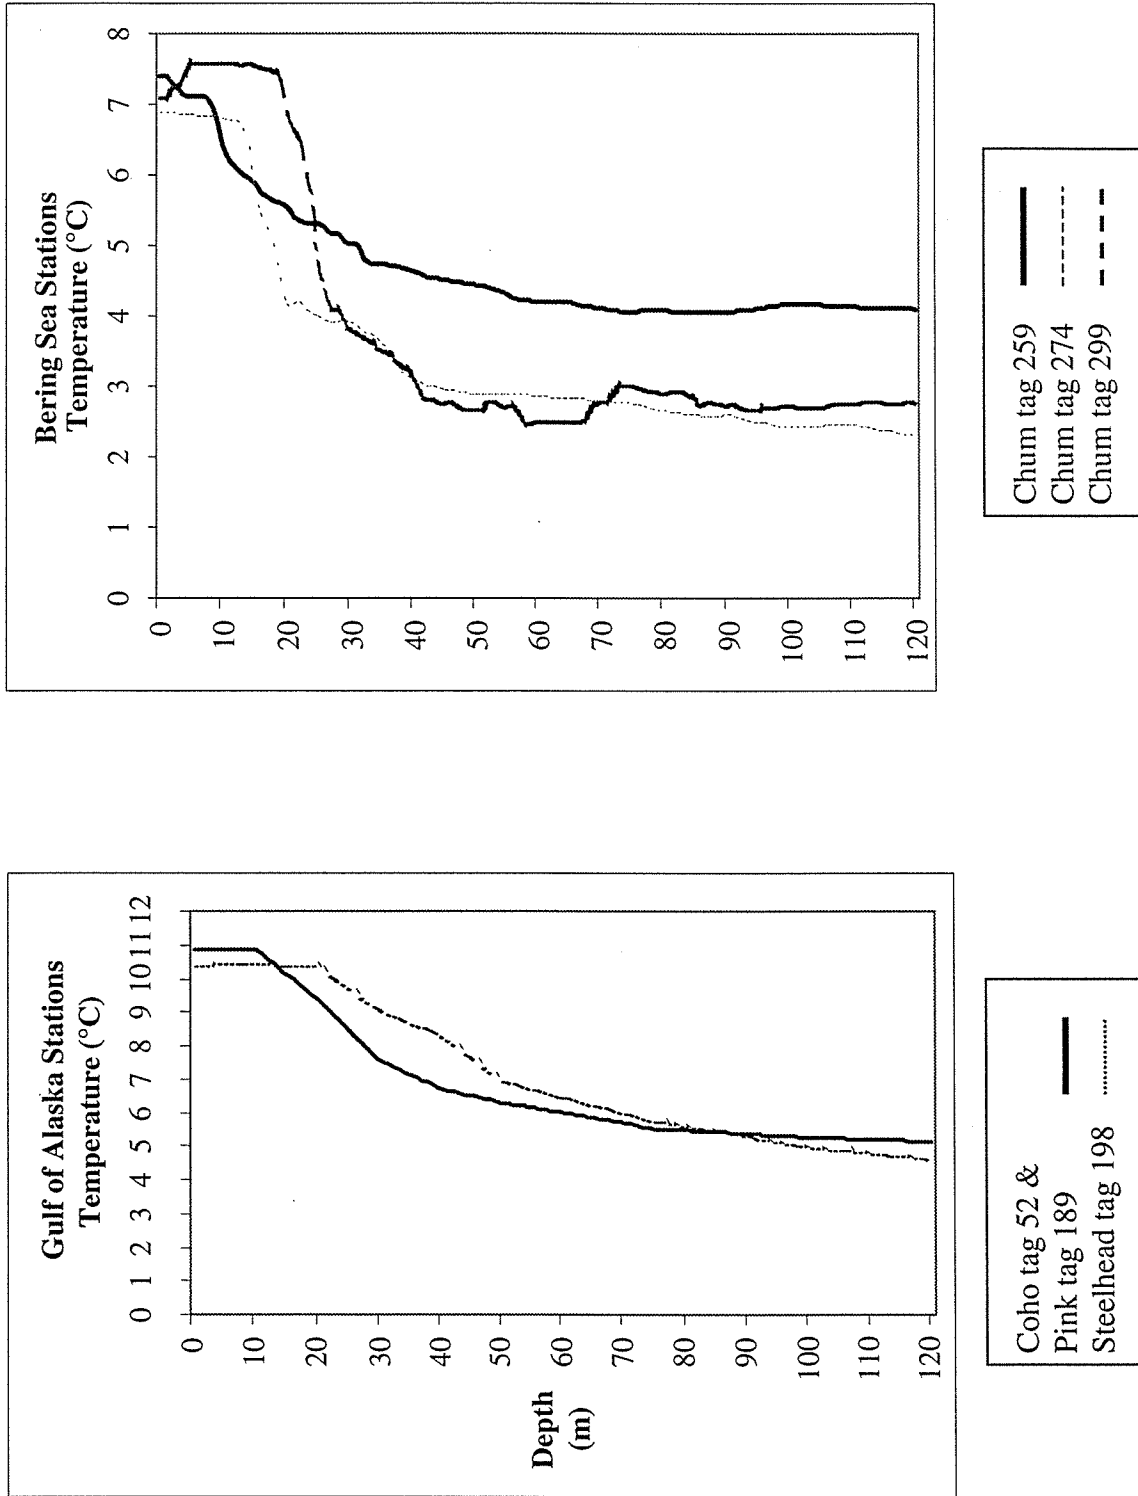 Gulf of Alaska Stations
Temperature (°C)
0 1 2 3 4 5 6 7 8 9 10 11 12
0
10
20
30
40
50
60
70
80
90
100
110
120
Depth
(m)
Coho tag 52 &
Pink tag 189
Steelhead tag 198
Bering Sea Stations
Temperature (°C)
0 1 2 3 4 5 6 7 8
0
10
20
30
40
50
60
70
80
90
100
110
120
Chum tag 259
Chum tag 274
Chum tag 299